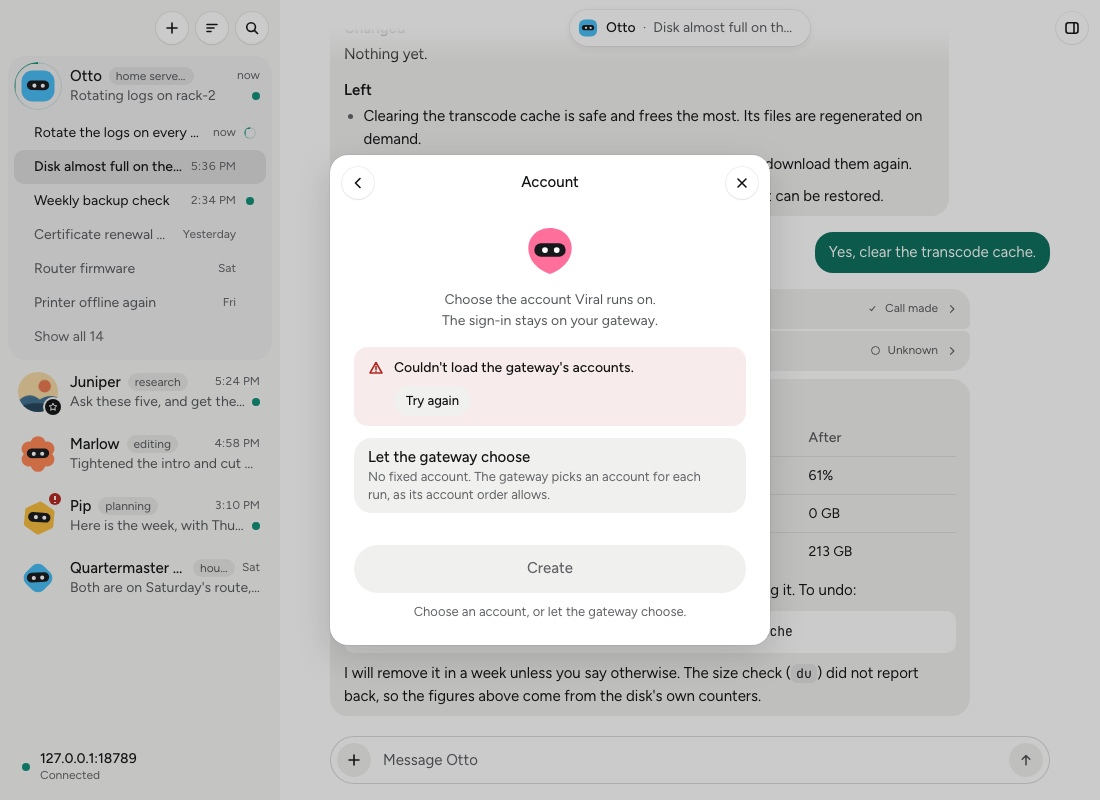 Otto
home serve...
now
Rotating logs on rack-2
Rotate the logs on every ...
now
Disk almost full on the...
5:36 PM
Weekly backup check
2:34 PM
Certificate renewal ...
Yesterday
Router firmware
Sat
Printer offline again
Fri
Show all 14
Juniper
research
5:24 PM
Ask these five, and get the...
Marlow
editing
4:58 PM
Tightened the intro and cut ...
Pip
planning
3:10 PM
Here is the week, with Thu...
Quartermaster ...
hou...
Sat
Both are on Saturday's route,...
127.0.0.1:18789
Connected
Otto · Disk almost full on th...
Changed
Nothing yet.
Left
Clearing the transcode cache is safe and frees the most. Its files are regenerated on
demand.
download them again.
can be restored.
Yes, clear the transcode cache.
Call made
Unknown
After
61%
0 GB
213 GB
it. To undo:
I will remove it in a week unless you say otherwise. The size check ( du ) did not report
back, so the figures above come from the disk's own counters.
Message Otto
Account
Choose the account Viral runs on.
The sign-in stays on your gateway.
Couldn't load the gateway's accounts.
Try again
Let the gateway choose
No fixed account. The gateway picks an account for each
run, as its account order allows.
Create
Choose an account, or let the gateway choose.